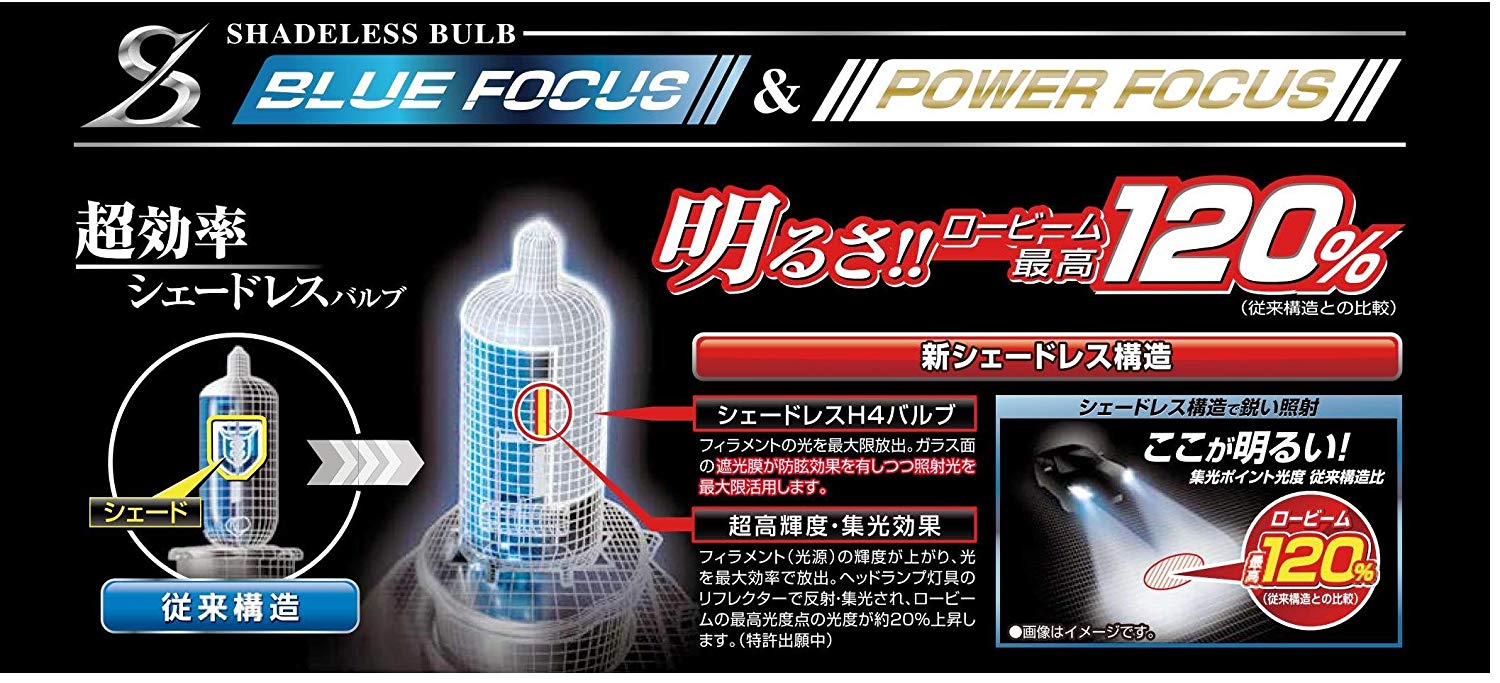 SHADELESS BULB
BLUE FOCUS & POWER FOCUS
超効率
シェードレスバルブ
明るさ!! ロービーム最高120%
(従来構造との比較)
シェード
従来構造
新シェードレス構造
シェードレスH4バルブ
フィラメントの光を最大限放出。ガラス面
の遮光膜が防眩効果を有しつつ照射光を
最大限活用します。
超高輝度・集光効果
フィラメント(光源)の輝度が上がり、光
を最大効率で放出。ヘッドランプ灯具の
リフレクターで反射・集光され、ロービー
ムの最高光度点の光度が約20%上昇し
ます。(特許出願中)
シェードレス構造で鋭い照射
ここが明るい!
集光ポイント光度 従来構造比
ロービーム
最高120%
(従来構造との比較)
●画像はイメージです。